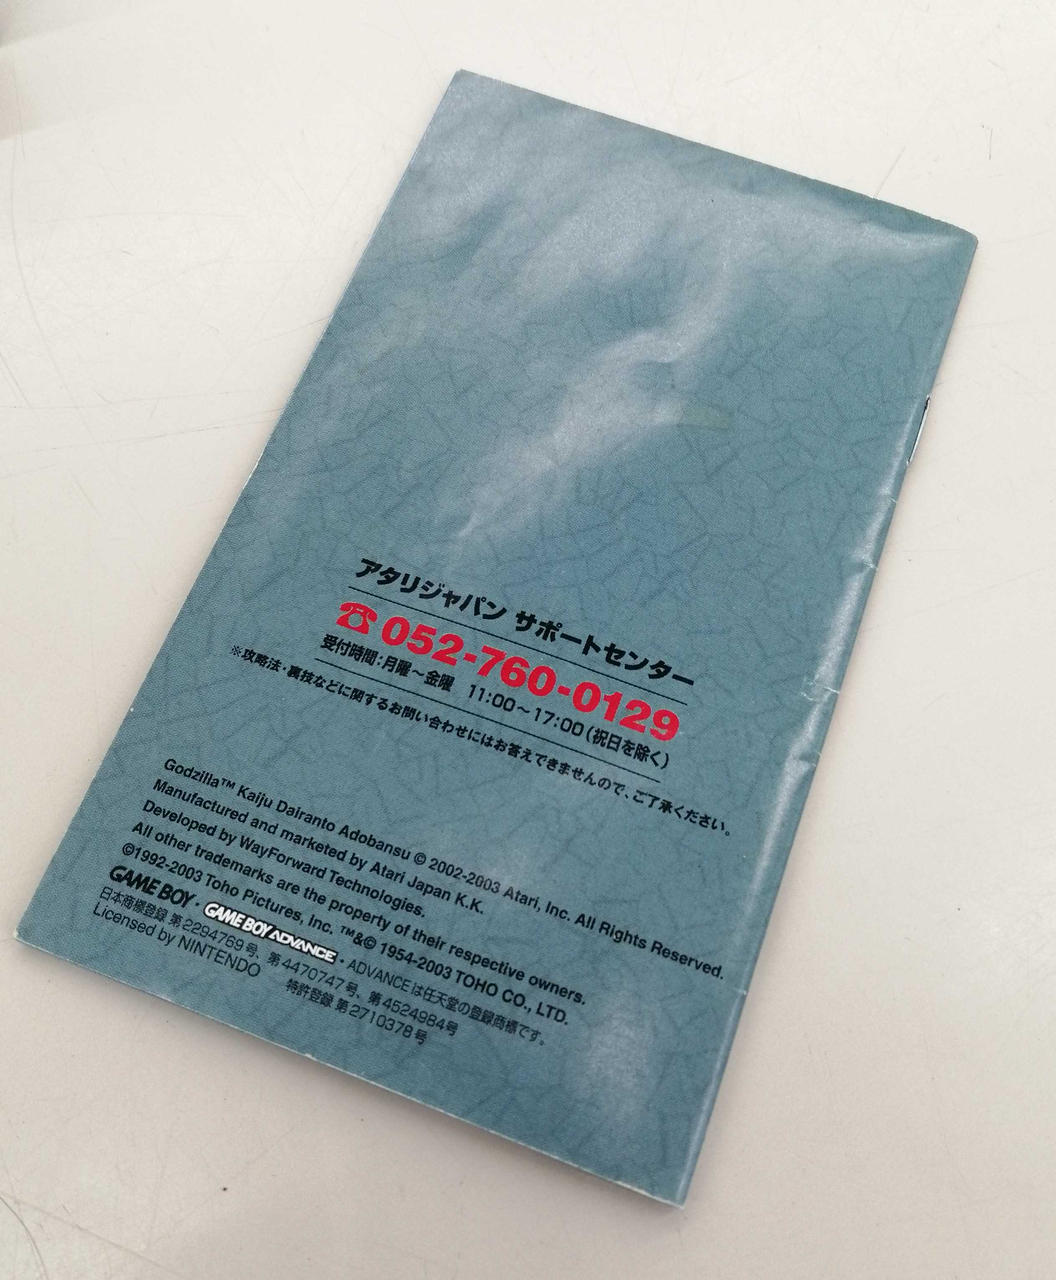 アタリジャパン サポートセンター
☎052-760-0129
受付時間:月曜〜金曜 11:00〜17:00(祝日を除く)
※攻略法・裏技などに関するお問い合わせにはお答えできませんので、ご了承ください。
Godzilla™ Kaiju Dairanto Adobansu © 2002-2003 Atari, Inc. All Rights Reserved.
Manufactured and marketed by Atari Japan K.K.
Developed by WayForward Technologies.
All other trademarks are the property of their respective owners.
©1992-2003 Toho Pictures, Inc. ™&© 1954-2003 TOHO CO., LTD.
GAME BOY・GAME BOY ADVANCE・ADVANCEは任天堂の登録商標です。
日本商標登録 第2294769号、第4470747号、第4524984号
Licensed by NINTENDO 特許登録 第2710378号